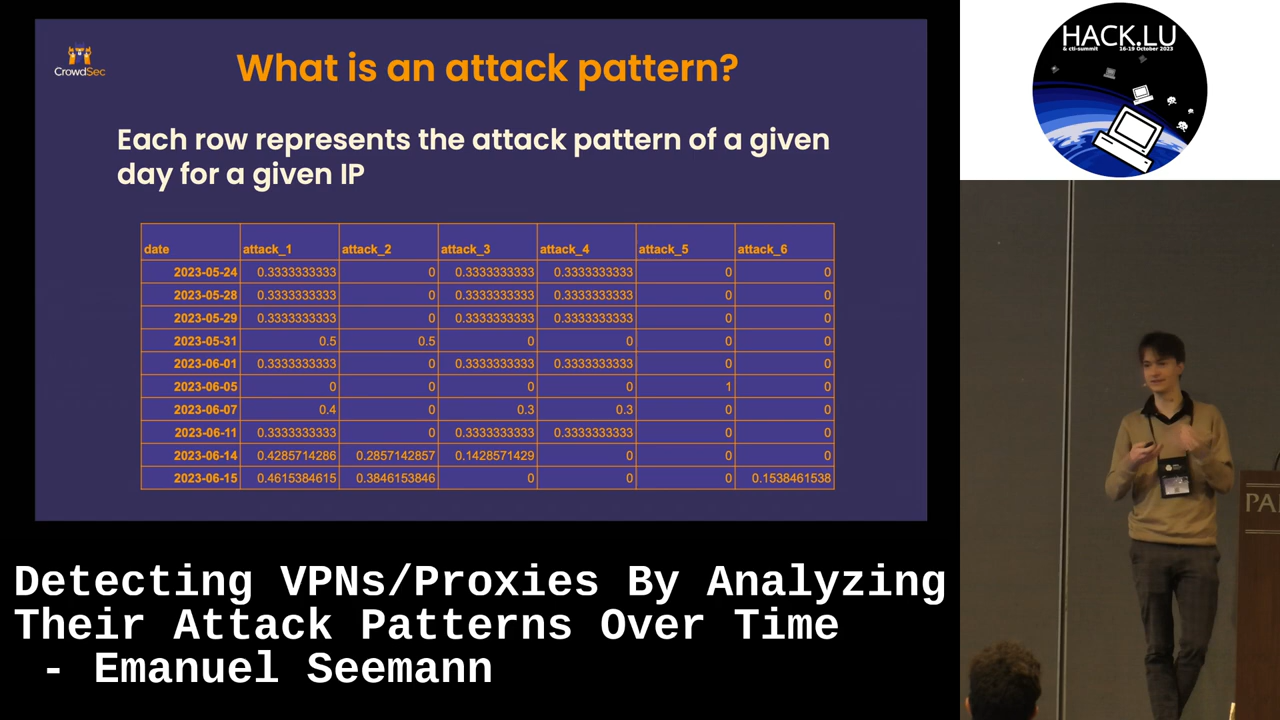 CrowdSec
What is an attack pattern?
Each row represents the attack pattern of a given
day for a given IP
date attack_1 attack_2 attack_3 attack_4 attack_5 attack_6
2023-05-24 0.3333333333 0 0.3333333333 0.3333333333 0 0
2023-05-28 0.3333333333 0 0.3333333333 0.3333333333 0 0
2023-05-29 0.3333333333 0 0.3333333333 0.3333333333 0 0
2023-05-31 0.5 0.5 0 0 0 0
2023-06-01 0.3333333333 0 0.3333333333 0.3333333333 0 0
2023-06-05 0 0 0 0 1 0
2023-06-07 0.4 0 0.3 0.3 0 0
2023-06-11 0.3333333333 0 0.3333333333 0.3333333333 0 0
2023-06-14 0.4285714286 0.2857142857 0.1428571429 0 0 0
2023-06-15 0.4615384615 0.3846153846 0 0 0 0.1538461538
HACK.LU
& cti-summit 16-19 October 2023
PA
Detecting VPNs/Proxies By Analyzing
Their Attack Patterns Over Time
- Emanuel Seemann